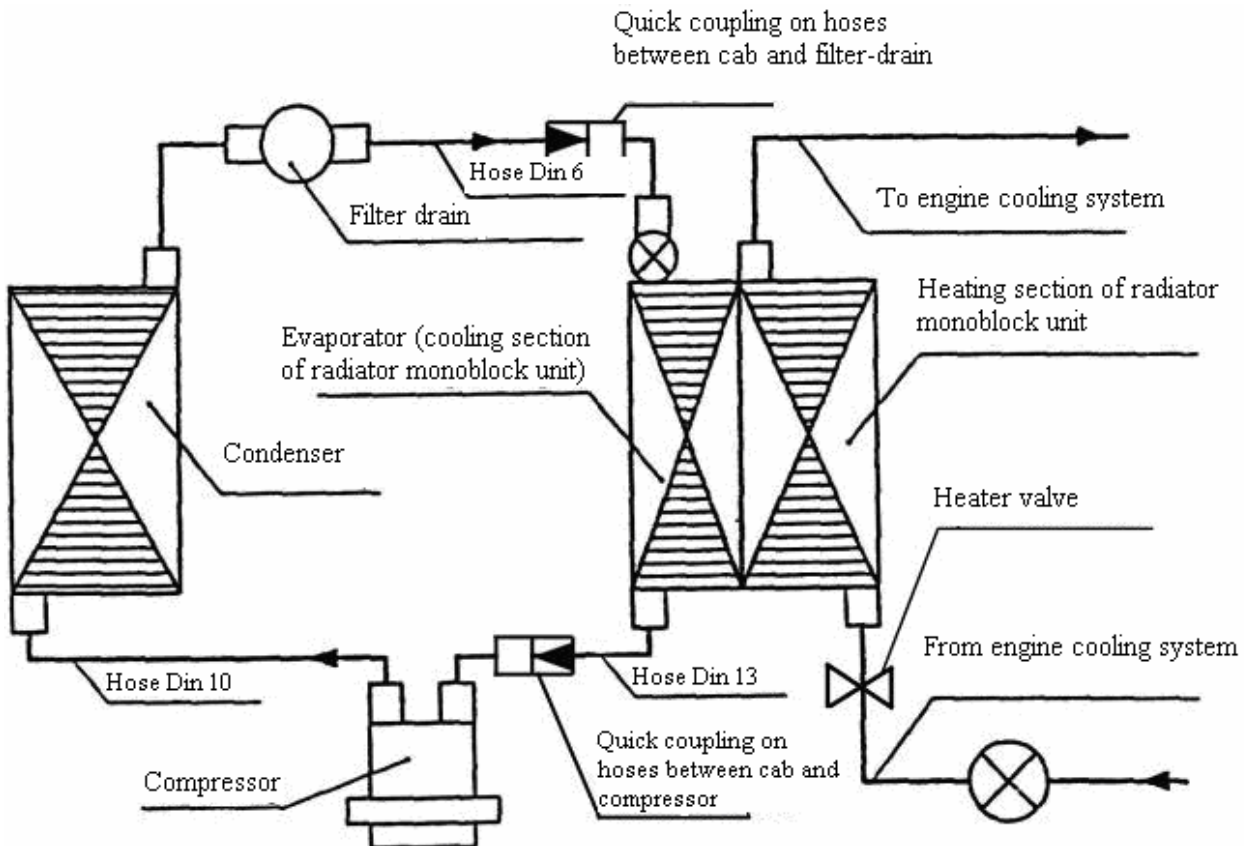 Quick coupling on hoses
between cab and filter-drain
Hose Din 6
Filter drain
To engine cooling system
Heating section of radiator
monoblock unit
Evaporator (cooling section
of radiator monoblock unit)
Condenser
Heater valve
From engine cooling system
Hose Din 10
Hose Din 13
Quick coupling on
hoses between cab and
compressor
Compressor